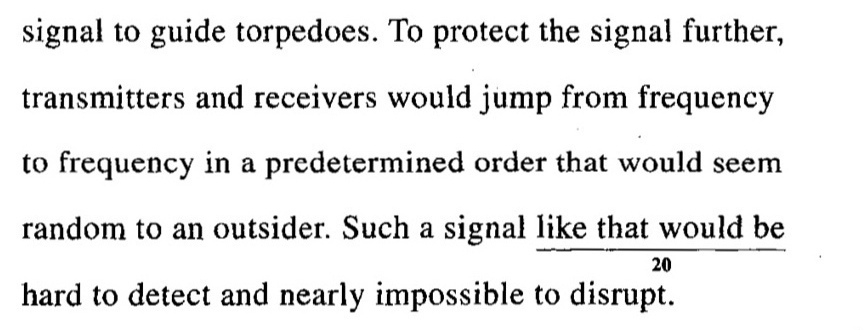 signal to guide torpedoes. To protect the signal further,
transmitters and receivers would jump from frequency
to frequency in a predetermined order that would seem
random to an outsider. Such a signal like that would be
20
hard to detect and nearly impossible to disrupt.